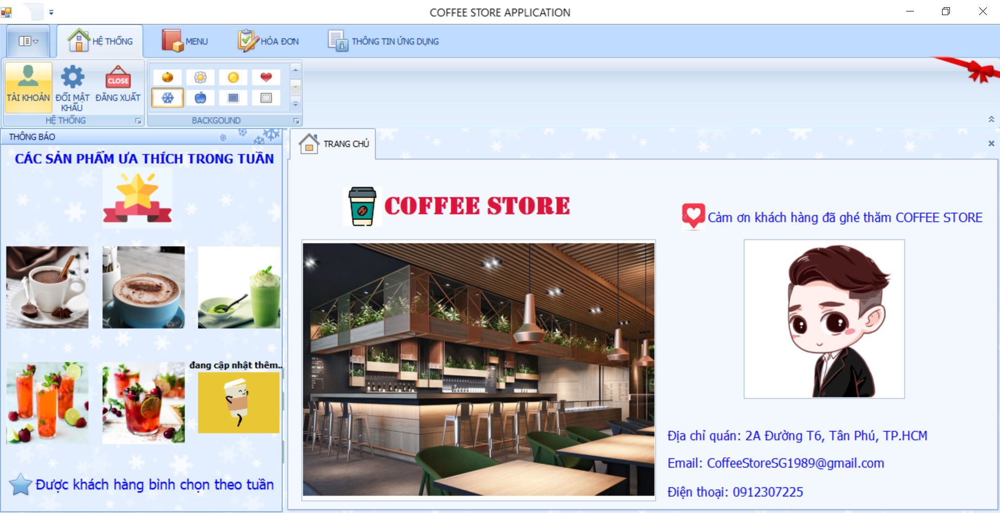 COFFEE STORE APPLICATION
HỆ THỐNG
MENU
HÓA ĐƠN
THÔNG TIN ỨNG DỤNG
CLOSE
TÀI KHOẢN
ĐỔI MẬT KHẨU
ĐĂNG XUẤT
HỆ THỐNG
BACKGOUND
THÔNG BÁO
CÁC SẢN PHẨM ƯA THÍCH TRONG TUẦN
đang cập nhật thêm..
Được khách hàng bình chọn theo tuần
TRANG CHỦ
COFFEE STORE
Cảm ơn khách hàng đã ghé thăm COFFEE STORE
Địa chỉ quán: 2A Đường T6, Tân Phú, TP.HCM
Email: CoffeeStoreSG1989@gmail.com
Điện thoại: 0912307225